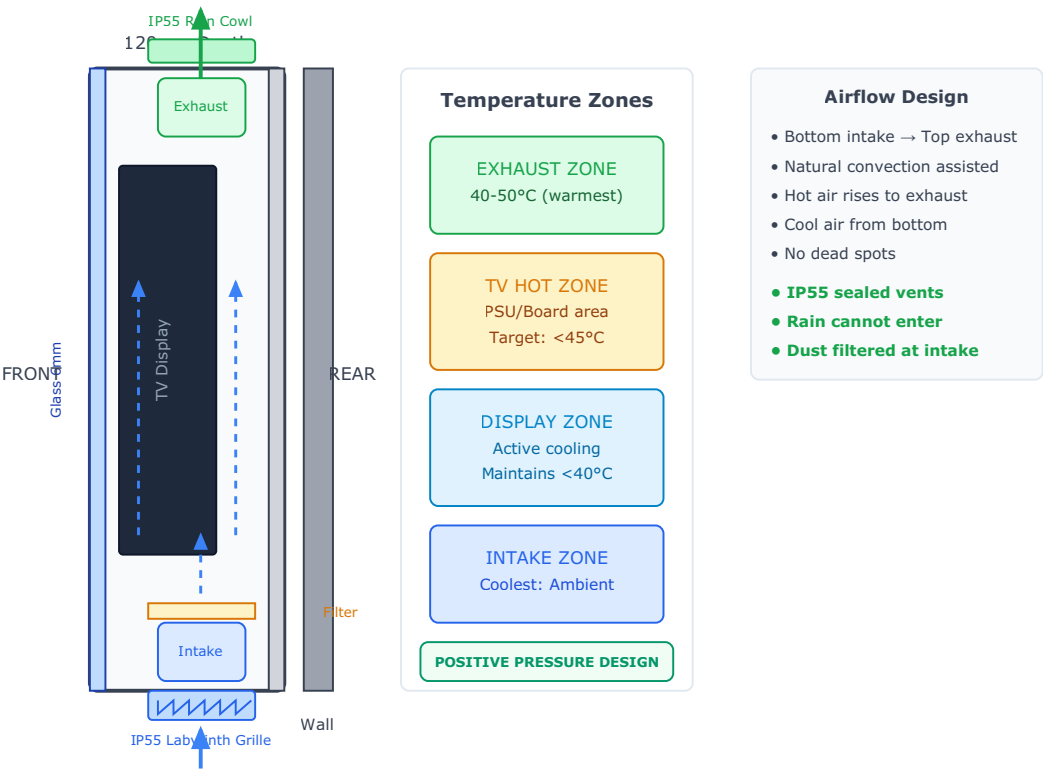 IP55 Rain Cowl
Exhaust
TV Display
FRONT
Glass 6mm
REAR
Filter
Intake
Wall
IP55 Labyrinth Grille
Temperature Zones
EXHAUST ZONE
40-50°C (warmest)
TV HOT ZONE
PSU/Board area
Target: <45°C
DISPLAY ZONE
Active cooling
Maintains <40°C
INTAKE ZONE
Coolest: Ambient
POSITIVE PRESSURE DESIGN
Airflow Design
• Bottom intake → Top exhaust
• Natural convection assisted
• Hot air rises to exhaust
• Cool air from bottom
• No dead spots
• IP55 sealed vents
• Rain cannot enter
• Dust filtered at intake